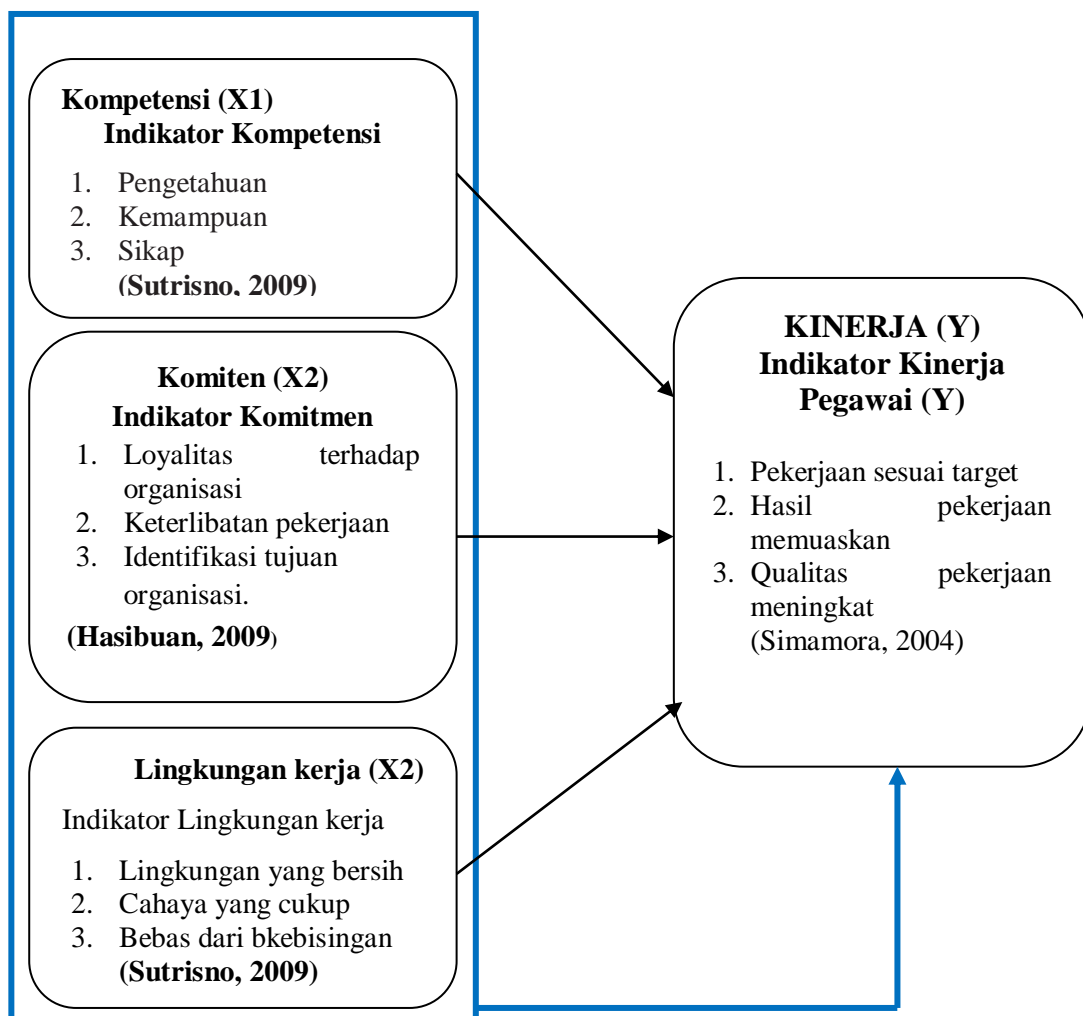 Kompetensi (X1)
Indikator Kompetensi
1. Pengetahuan
2. Kemampuan
3. Sikap
(Sutrisno, 2009)
Komiten (X2)
Indikator Komitmen
1. Loyalitas terhadap
organisasi
2. Keterlibatan pekerjaan
3. Identifikasi tujuan
organisasi.
(Hasibuan, 2009)
Lingkungan kerja (X2)
Indikator Lingkungan kerja
1. Lingkungan yang bersih
2. Cahaya yang cukup
3. Bebas dari bkebisingan
(Sutrisno, 2009)
KINERJA (Y)
Indikator Kinerja
Pegawai (Y)
1. Pekerjaan sesuai target
2. Hasil pekerjaan
memuaskan
3. Qualitas pekerjaan
meningkat
(Simamora, 2004)